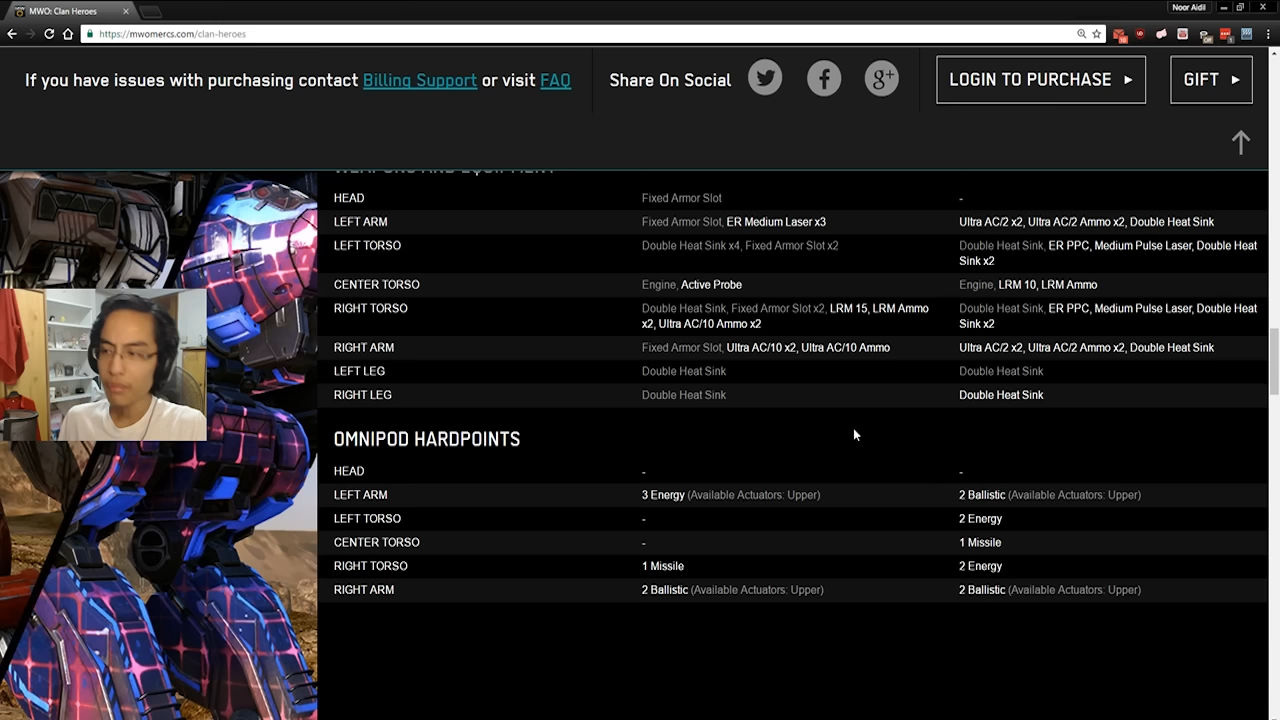 MWO: Clan Heroes
Noor Aidil
https://mwomercs.com/clan-heroes
If you have issues with purchasing contact Billing Support or visit FAQ
Share On Social
LOGIN TO PURCHASE
GIFT
WEAPONS AND EQUIPMENT
HEAD Fixed Armor Slot -
LEFT ARM Fixed Armor Slot, ER Medium Laser x3 Ultra AC/2 x2, Ultra AC/2 Ammo x2, Double Heat Sink
LEFT TORSO Double Heat Sink x4, Fixed Armor Slot x2 Double Heat Sink, ER PPC, Medium Pulse Laser, Double Heat
Sink x2
CENTER TORSO Engine, Active Probe Engine, LRM 10, LRM Ammo
RIGHT TORSO Double Heat Sink, Fixed Armor Slot x2, LRM 15, LRM Ammo Double Heat Sink, ER PPC, Medium Pulse Laser, Double Heat
x2, Ultra AC/10 Ammo x2 Sink x2
RIGHT ARM Fixed Armor Slot, Ultra AC/10 x2, Ultra AC/10 Ammo Ultra AC/2 x2, Ultra AC/2 Ammo x2, Double Heat Sink
LEFT LEG Double Heat Sink Double Heat Sink
RIGHT LEG Double Heat Sink Double Heat Sink
OMNIPOD HARDPOINTS
HEAD - -
LEFT ARM 3 Energy (Available Actuators: Upper) 2 Ballistic (Available Actuators: Upper)
LEFT TORSO - 2 Energy
CENTER TORSO - 1 Missile
RIGHT TORSO 1 Missile 2 Energy
RIGHT ARM 2 Ballistic (Available Actuators: Upper) 2 Ballistic (Available Actuators: Upper)